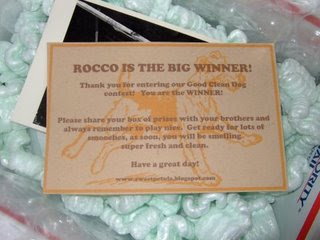 ROCCO IS THE BIG WINNER!
Thank you for entering our Good Clean Dog
contest! You are the WINNER!
Please share your box of prizes with your brothers and
always remember to play nice. Get ready for lots of
smooches, as soon, you will be smelling
super fresh and clean.
Have a great day!
www.sweetpetula.blogspot.com